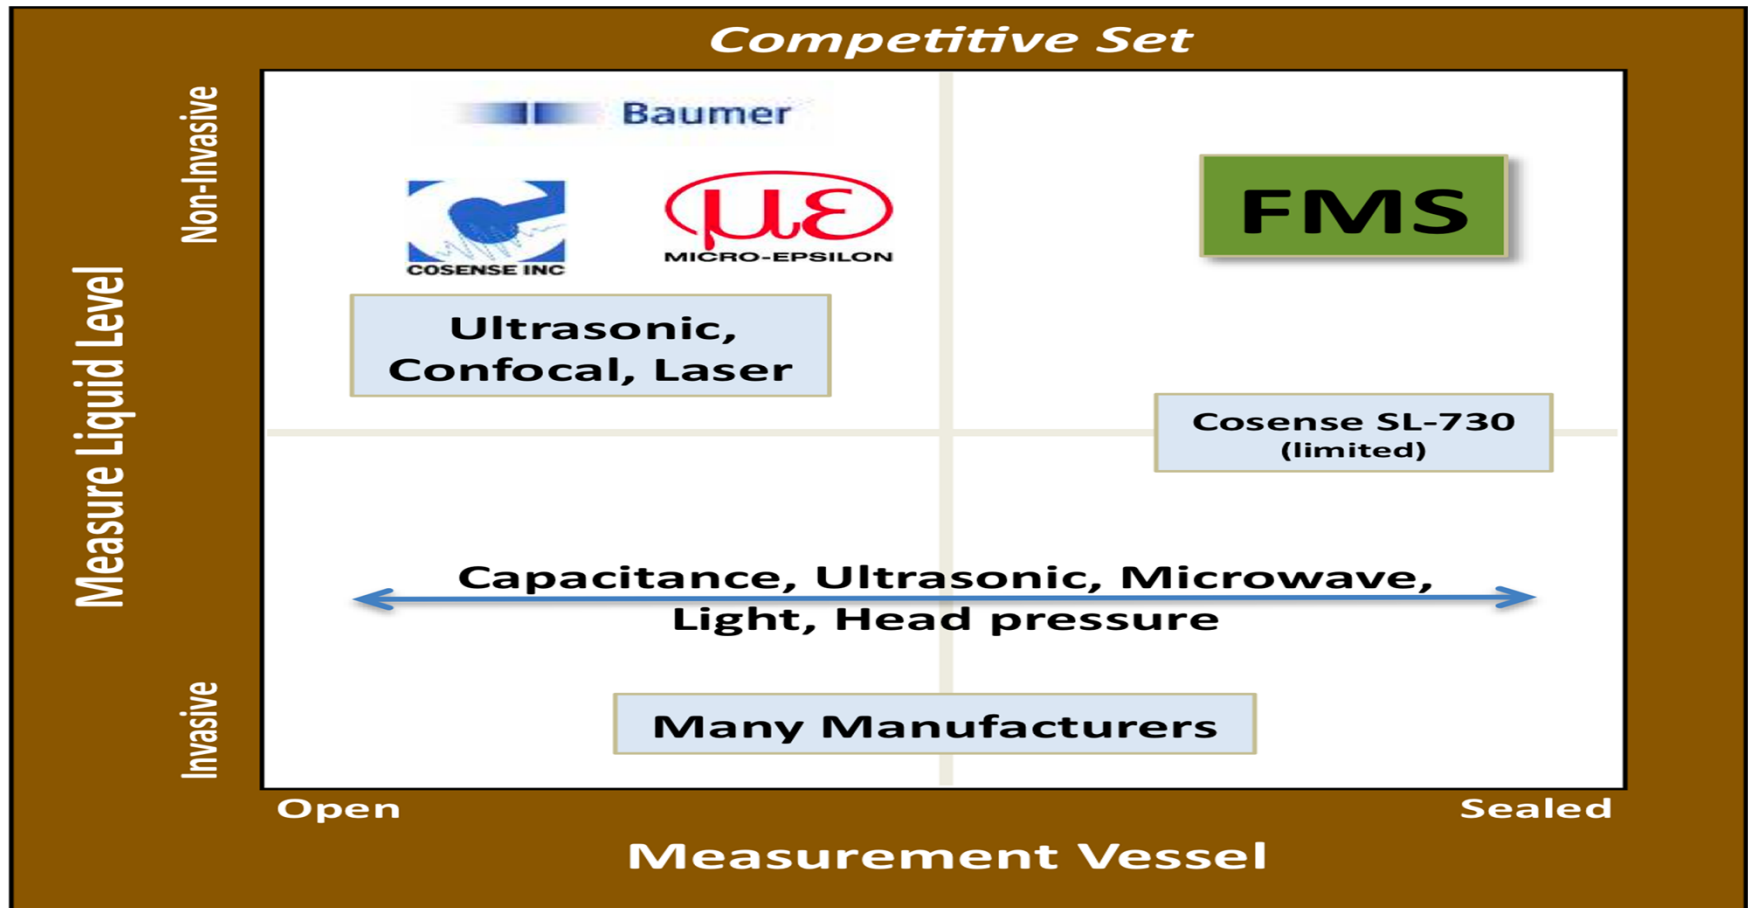 Competitive Set
Non-Invasive
Measure Liquid Level
Invasive
Baumer
COSENSE INC
με
MICRO-EPSILON
FMS
Ultrasonic,
Confocal, Laser
Cosense SL-730
(limited)
Capacitance, Ultrasonic, Microwave,
Light, Head pressure
Many Manufacturers
Open
Sealed
Measurement Vessel